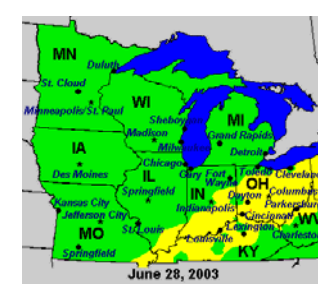 MN
Duluth
St. Cloud
Minneapolis/St. Paul
WI
Sheboygan
Madison
Milwaukee
MI
Grand Rapids
Detroit
IA
Des Moines
Chicago
IL
Springfield
Gary Fort
Wayne
IN
Indianapolis
Toledo
Cleveland
OH
Columbus
Dayton
Parkersburg
Cincinnati
WV
Charleston
Kansas City
Jefferson City
MO
St. Louis
Springfield
Louisville
Lexington
KY
June 28, 2003